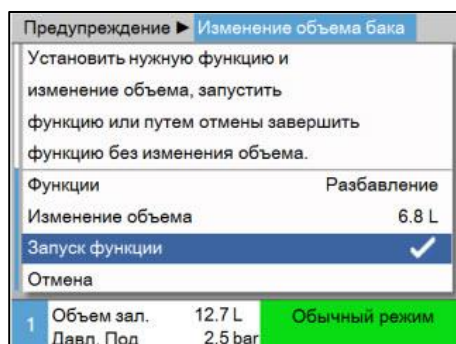 Предупреждение ► Изменение объема бака
Установить нужную функцию и
изменение объема, запустить
функцию или путем отмены завершить
функцию без изменения объема.
Функции Разбавление
Изменение объема 6.8 L
Запуск функции ✓
Отмена
1 Объем зал. 12.7 L Обычный режим
Давл. Под 2.5 bar